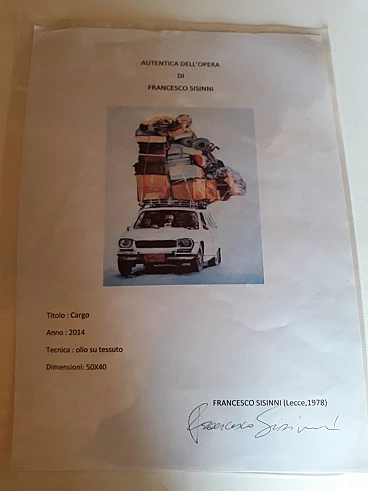 AUTENTICA DELL'OPERA
DI
FRANCESCO SISINNI
Titolo : Cargo
Anno : 2014
Tecnica : olio su tessuto
Dimensioni: 50X40
FRANCESCO SISINNI (Lecce,1978)
Francesco Sisinni